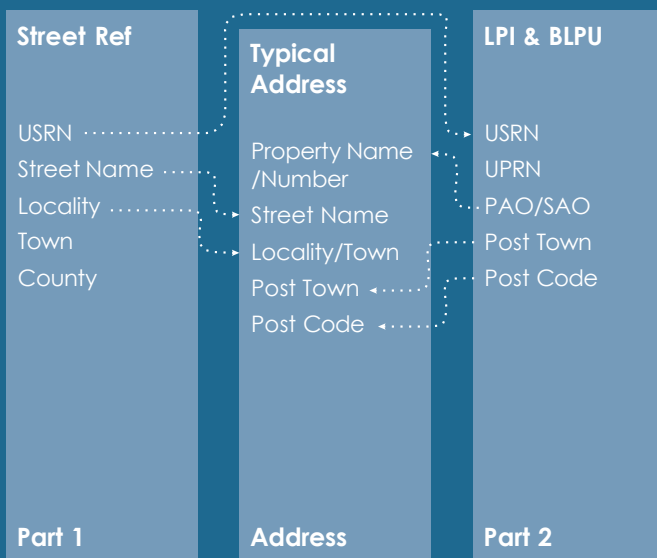 Street Ref
USRN
Street Name
Locality
Town
County
Part 1
Typical
Address
Property Name
/Number
Street Name
Locality/Town
Post Town
Post Code
Address
LPI & BLPU
USRN
UPRN
PAO/SAO
Post Town
Post Code
Part 2